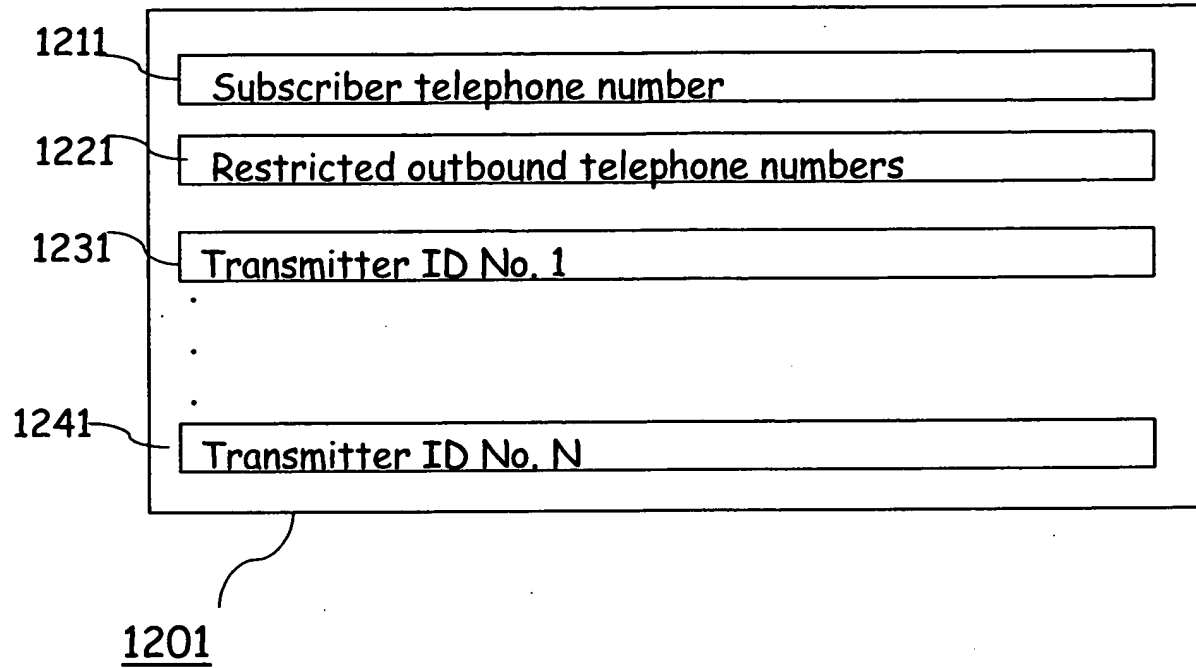 1211
Subscriber telephone number
1221
Restricted outbound telephone numbers
1231
Transmitter ID No. 1
1241
Transmitter ID No. N
1201